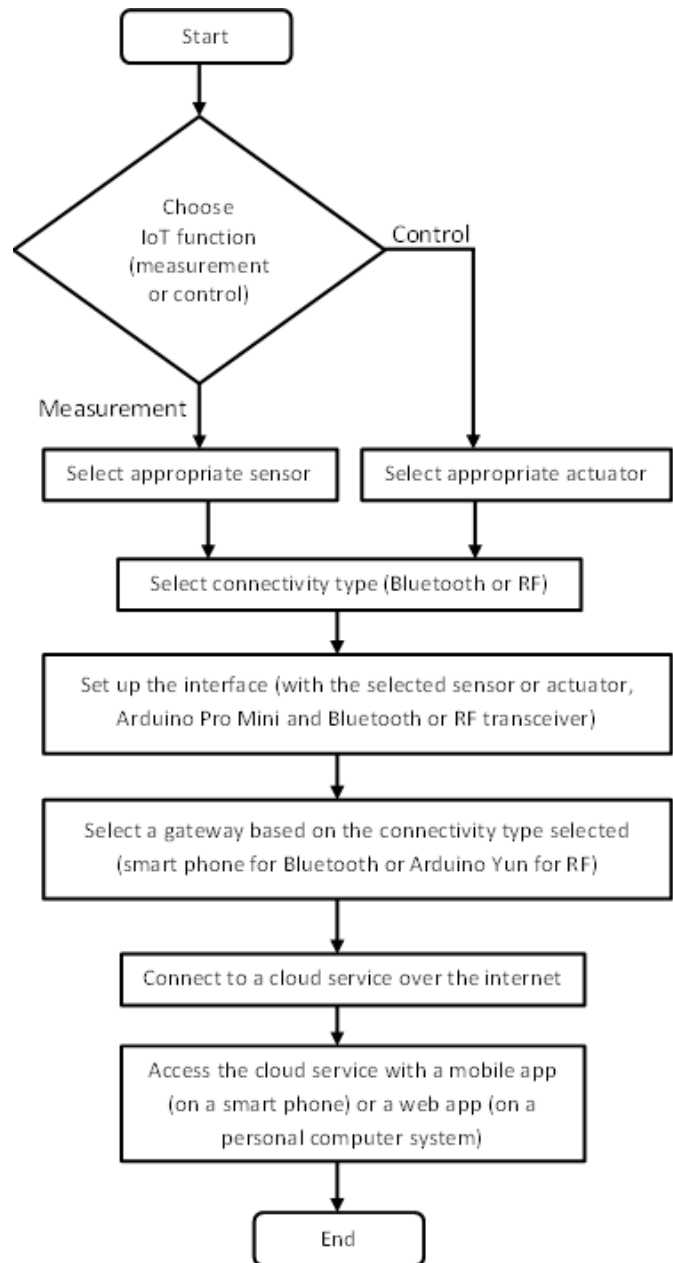 Start
Choose
IoT function
(measurement
or control)
Control
Measurement
Select appropriate sensor
Select appropriate actuator
Select connectivity type (Bluetooth or RF)
Set up the interface (with the selected sensor or actuator,
Arduino Pro Mini and Bluetooth or RF transceiver)
Select a gateway based on the connectivity type selected
(smart phone for Bluetooth or Arduino Yun for RF)
Connect to a cloud service over the internet
Access the cloud service with a mobile app
(on a smart phone) or a web app (on a
personal computer system)
End